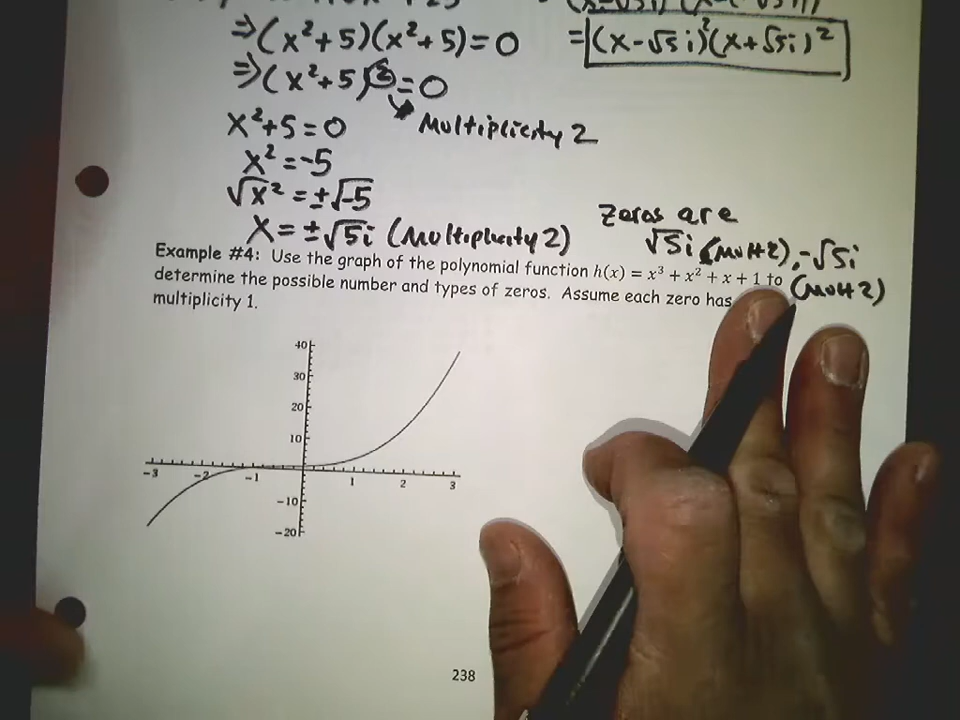 ⇒(x²+5)(x²+5)=0 =(x-√5i)²(x+√5i)²
⇒(x²+5)²=0
Multiplicity 2
x²+5=0
x²=-5
√x²=±√-5
x=±√5i (Multiplicity 2)
Zeros are
√5i (mult 2), -√5i
(mult 2)
Example #4: Use the graph of the polynomial function h(x) = x³ + x² + x + 1 to
determine the possible number and types of zeros. Assume each zero has
multiplicity 1.
40
30
20
10
-3 -2 -1 1 2 3
-10
-20
238